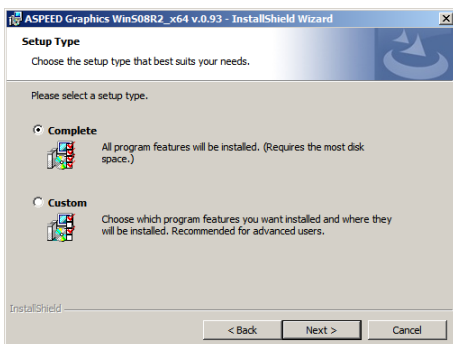 ASPEED Graphics WinS08R2_x64 v.0.93 - InstallShield Wizard
Setup Type
Choose the setup type that best suits your needs.
Please select a setup type.
Complete
All program features will be installed. (Requires the most disk
space.)
Custom
Choose which program features you want installed and where they
will be installed. Recommended for advanced users.
InstallShield
< Back
Next >
Cancel